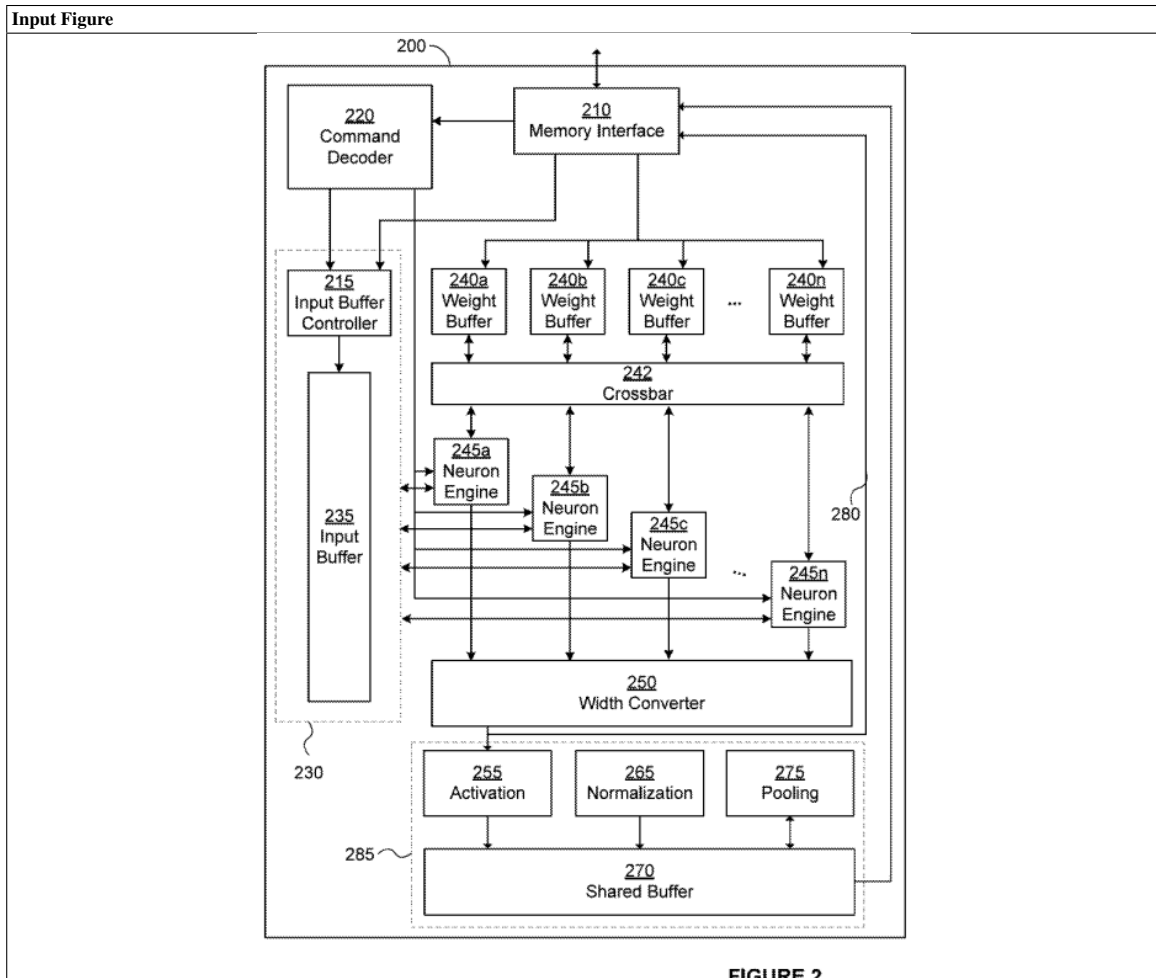 Input Figure
200
220
Command
Decoder
210
Memory Interface
215
Input Buffer
Controller
240a
Weight
Buffer
240b
Weight
Buffer
240c
Weight
Buffer
...
240n
Weight
Buffer
242
Crossbar
235
Input
Buffer
245a
Neuron
Engine
245b
Neuron
Engine
245c
Neuron
Engine
...
245n
Neuron
Engine
280
250
Width Converter
230
255
Activation
265
Normalization
275
Pooling
285
270
Shared Buffer
FIGURE 2